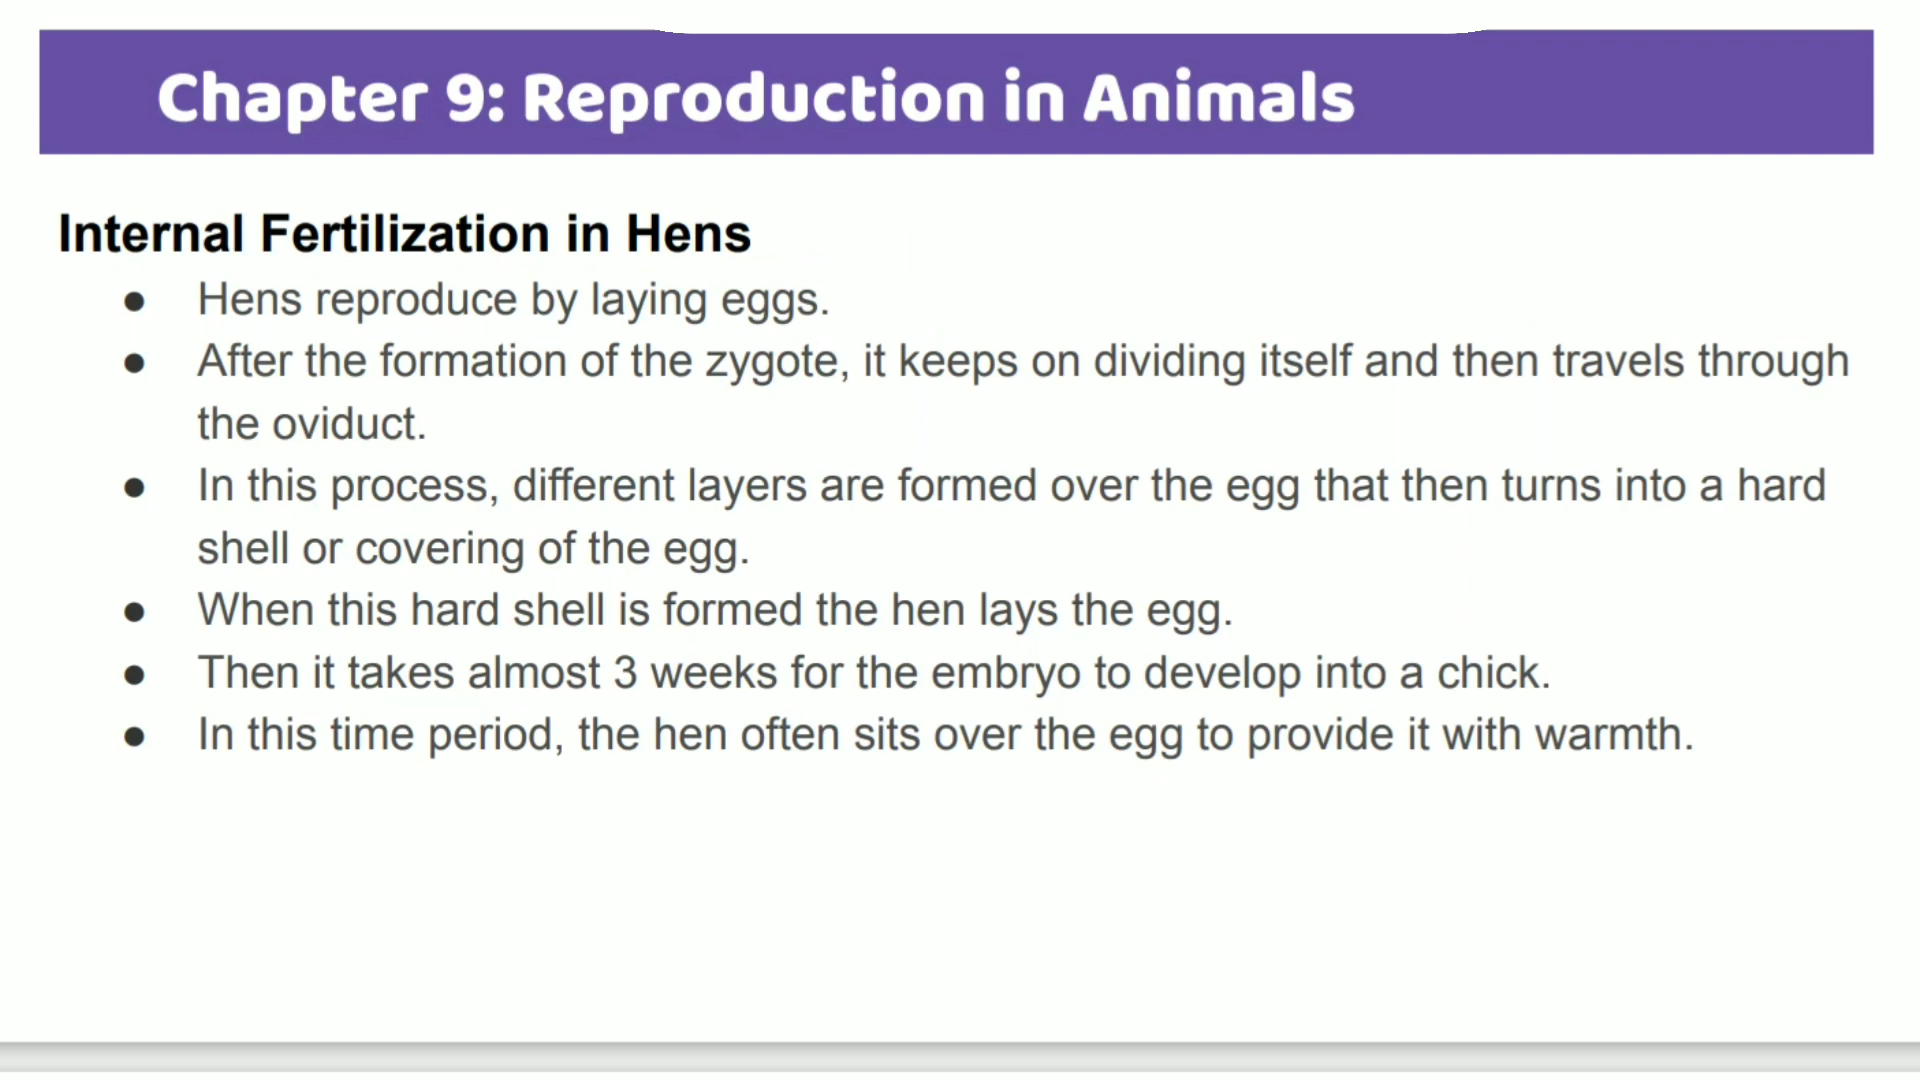 Chapter 9: Reproduction in Animals
Internal Fertilization in Hens
● Hens reproduce by laying eggs.
● After the formation of the zygote, it keeps on dividing itself and then travels through
the oviduct.
● In this process, different layers are formed over the egg that then turns into a hard
shell or covering of the egg.
● When this hard shell is formed the hen lays the egg.
● Then it takes almost 3 weeks for the embryo to develop into a chick.
● In this time period, the hen often sits over the egg to provide it with warmth.